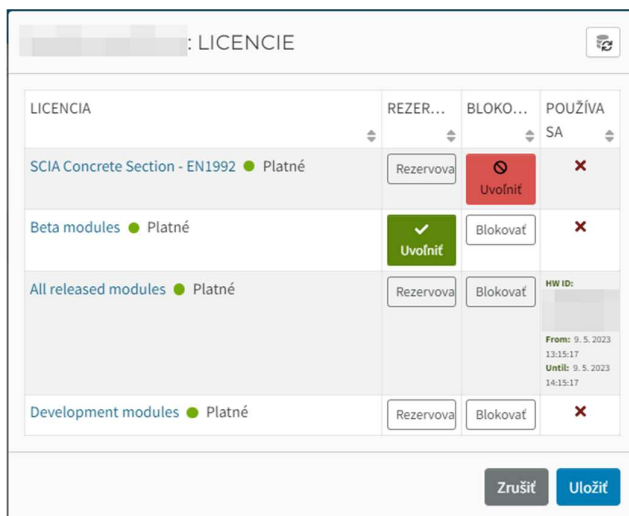 : LICENCIE
LICENCIA REZER... BLOKO... POUŽÍVA
SA
SCIA Concrete Section - EN1992 Platné Rezervova Uvoľniť
Beta modules Platné Uvoľniť Blokovať
All released modules Platné Rezervova Blokovať HW ID:
From: 9. 5. 2023
13:15:17
Until: 9. 5. 2023
14:15:17
Development modules Platné Rezervova Blokovať
Zrušiť Uložiť